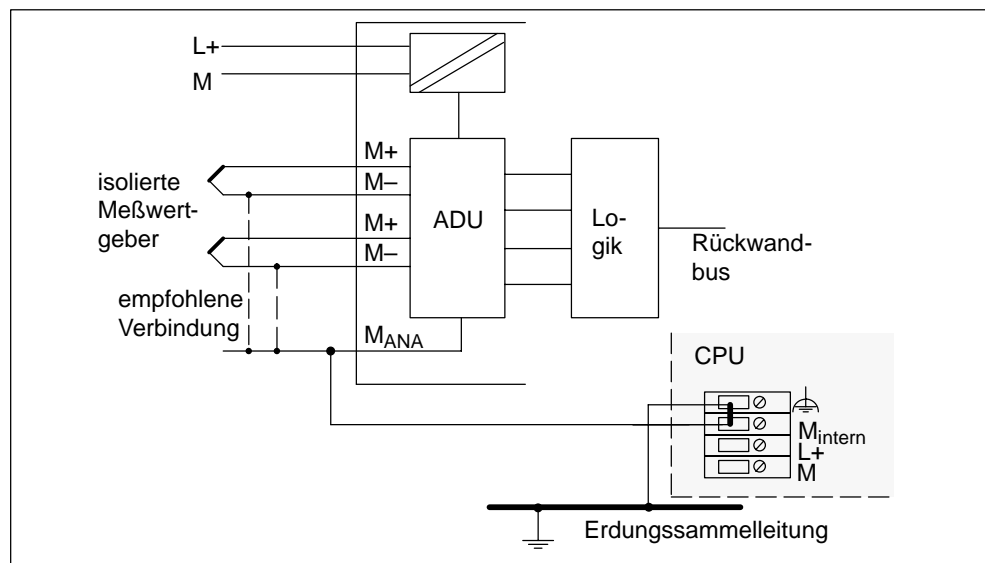 L+
M
M+
M–
M+
M–
isolierte
Meßwert-
geber
ADU
Lo-
gik
Rückwand-
bus
empfohlene
Verbindung
MANA
CPU
Mintern
L+
M
Erdungssammelleitung